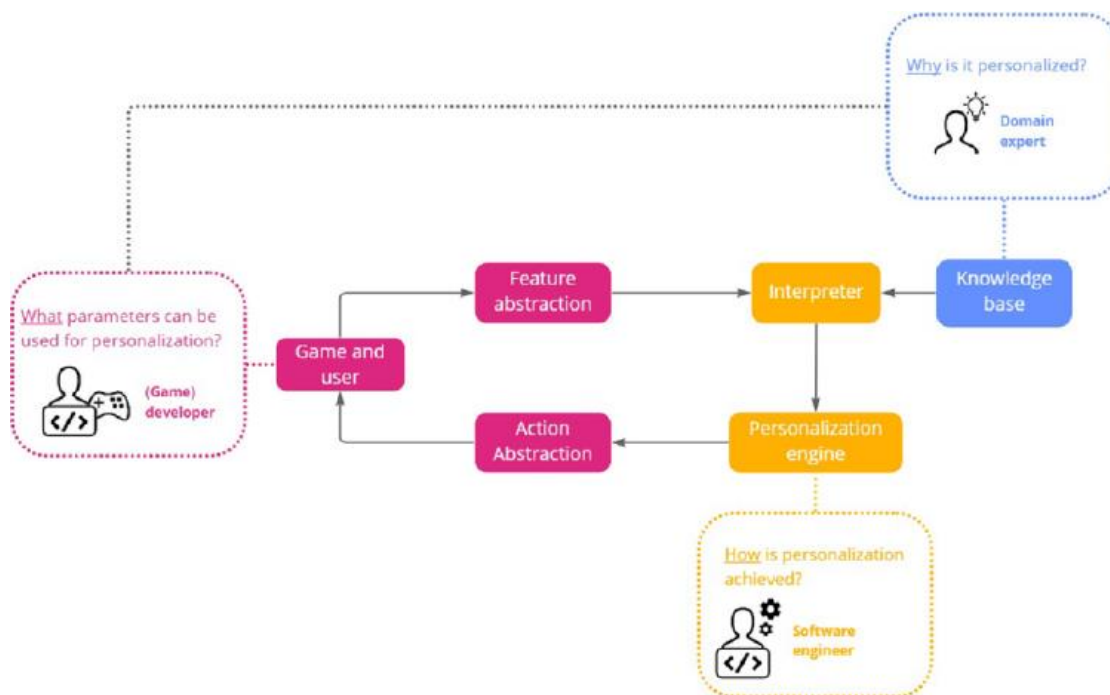 Why is it personalized?
Domain
expert
What parameters can be
used for personalization?
(Game)
developer
</>
Game and
user
Feature
abstraction
Interpreter
Knowledge
base
Action
Abstraction
Personalization
engine
How is personalization
achieved?
Software
engineer
</>